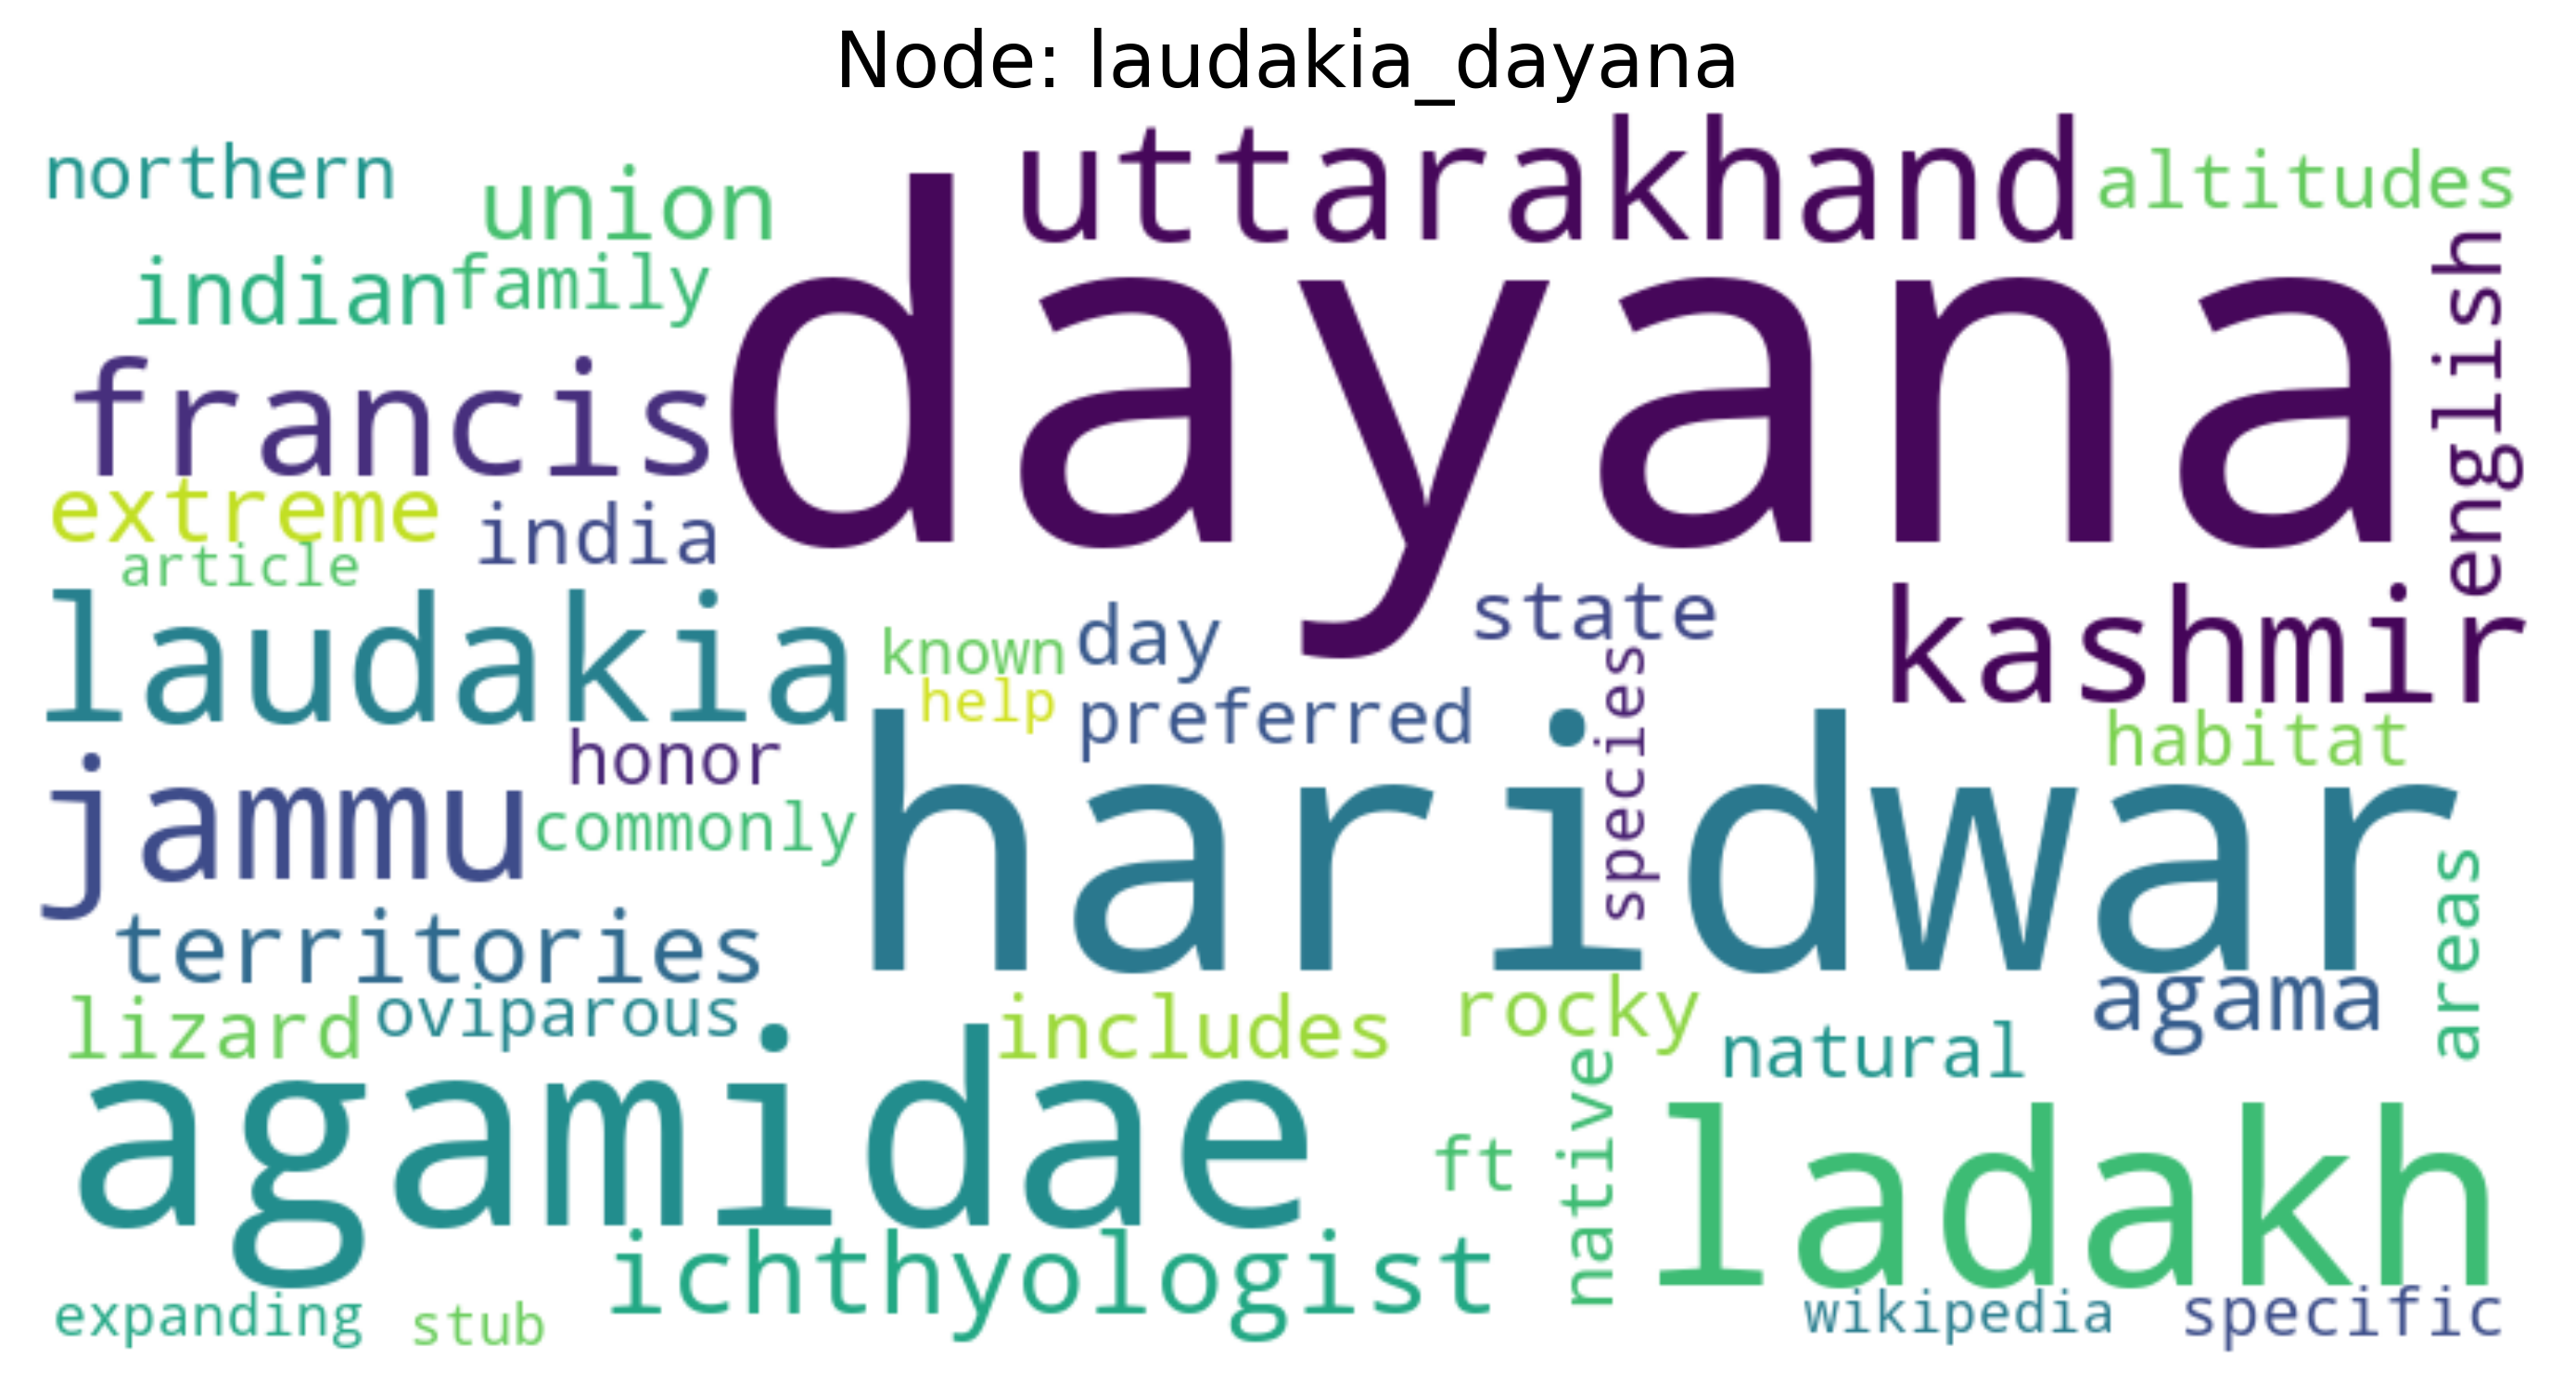 Node: laudakia_dayana
northern
union
uttarakhand
altitudes
indian
family
dayana
english
francis
extreme
india
article
laudakia
known
day
state
kashmir
help
preferred
species
habitat
honor
jammu
commonly
haridwar
areas
territories
lizard
oviparous
includes
rocky
agama
natural
agamidae
ft
native
ladakh
ichthyologist
expanding
stub
wikipedia
specific